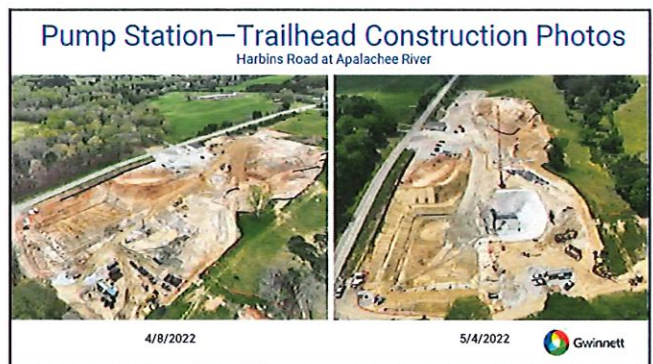 Pump Station—Trailhead Construction Photos
Harbins Road at Apalachee River
4/8/2022
5/4/2022
Gwinnett